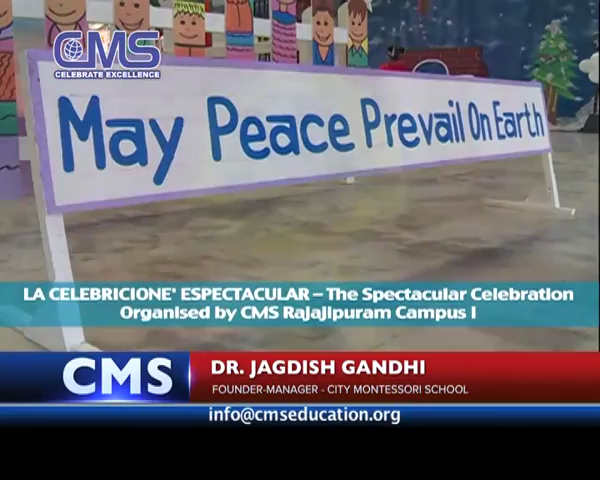 CMS
CELEBRATE EXCELLENCE
May Peace Prevail On Earth
LA CELEBRICIONE' ESPECTACULAR – The Spectacular Celebration
Organised by CMS Rajajipuram Campus I
CMS
DR. JAGDISH GANDHI
FOUNDER-MANAGER - CITY MONTESSORI SCHOOL
info@cmseducation.org